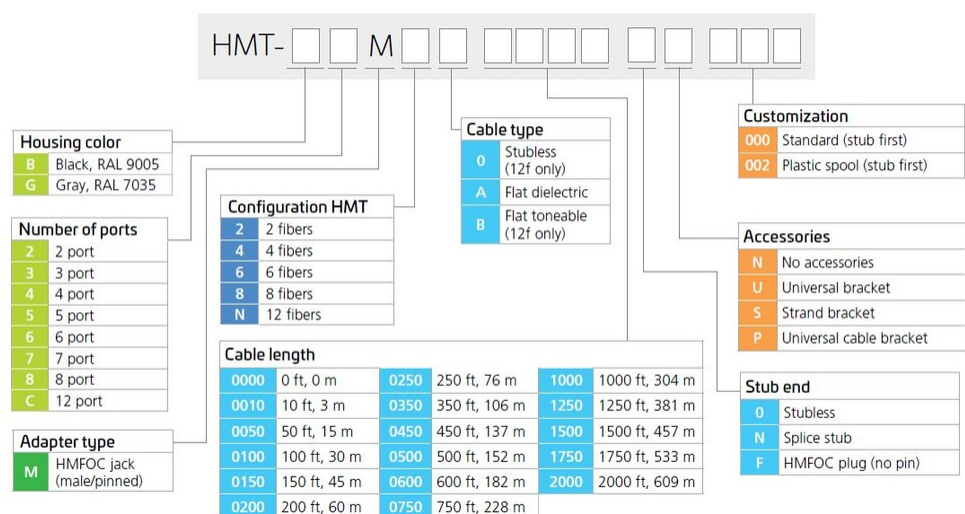 HMT- M
Housing color
B Black, RAL 9005
G Gray, RAL 7035
Number of ports
2 2 port
3 3 port
4 4 port
5 5 port
6 6 port
7 7 port
8 8 port
C 12 port
Adapter type
M HMFOC jack
(male/pinned)
Configuration HMT
2 2 fibers
4 4 fibers
6 6 fibers
8 8 fibers
N 12 fibers
Cable type
0 Stubless
(12f only)
A Flat dielectric
B Flat toneable
(12f only)
Cable length
0000 0 ft, 0 m 0250 250 ft, 76 m 1000 1000 ft, 304 m
0010 10 ft, 3 m 0350 350 ft, 106 m 1250 1250 ft, 381 m
0050 50 ft, 15 m 0450 450 ft, 137 m 1500 1500 ft, 457 m
0100 100 ft, 30 m 0500 500 ft, 152 m 1750 1750 ft, 533 m
0150 150 ft, 45 m 0600 600 ft, 182 m 2000 2000 ft, 609 m
0200 200 ft, 60 m 0750 750 ft, 228 m
Customization
000 Standard (stub first)
002 Plastic spool (stub first)
Accessories
N No accessories
U Universal bracket
S Strand bracket
P Universal cable bracket
Stub end
0 Stubless
N Splice stub
F HMFOC plug (no pin)